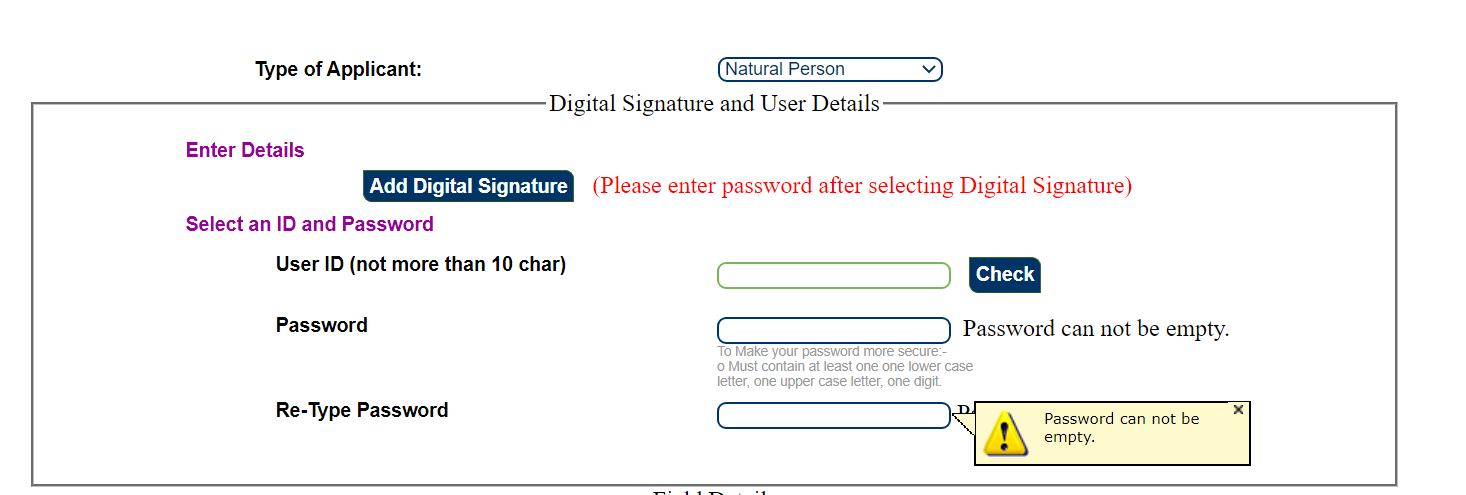 Type of Applicant: Natural Person
Digital Signature and User Details
Enter Details
Add Digital Signature (Please enter password after selecting Digital Signature)
Select an ID and Password
User ID (not more than 10 char) Check
Password Password can not be empty.
To Make your password more secure:-
o Must contain at least one one lower case
letter, one upper case letter, one digit.
Re-Type Password
Password can not be
empty.